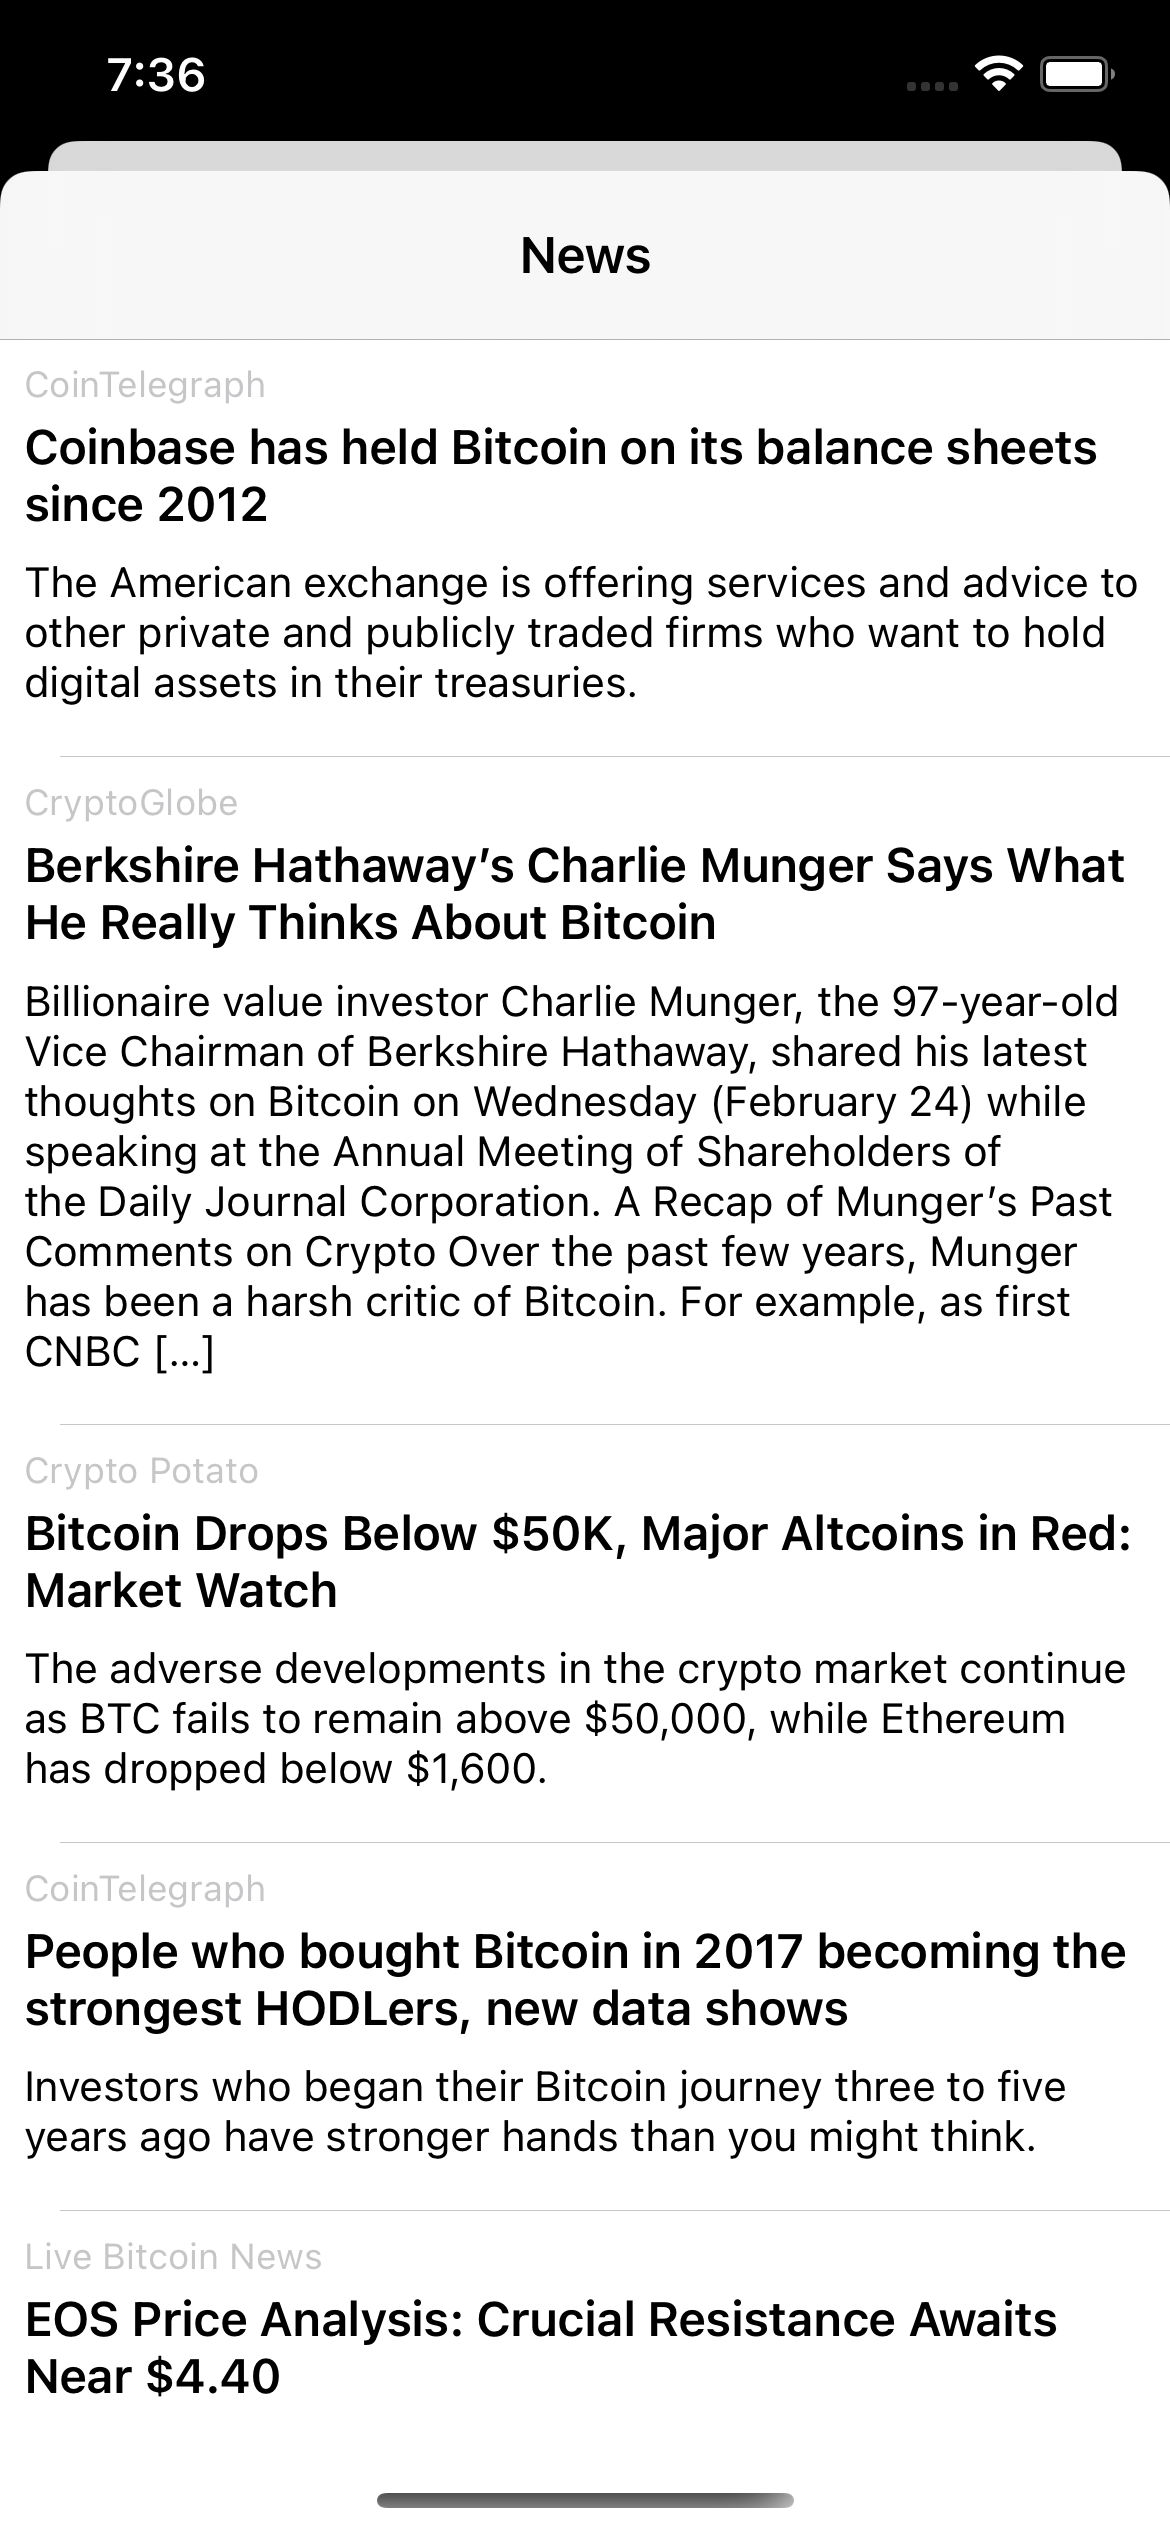 7:36
News
CoinTelegraph
Coinbase has held Bitcoin on its balance sheets
since 2012
The American exchange is offering services and advice to
other private and publicly traded firms who want to hold
digital assets in their treasuries.
CryptoGlobe
Berkshire Hathaway’s Charlie Munger Says What
He Really Thinks About Bitcoin
Billionaire value investor Charlie Munger, the 97-year-old
Vice Chairman of Berkshire Hathaway, shared his latest
thoughts on Bitcoin on Wednesday (February 24) while
speaking at the Annual Meeting of Shareholders of
the Daily Journal Corporation. A Recap of Munger’s Past
Comments on Crypto Over the past few years, Munger
has been a harsh critic of Bitcoin. For example, as first
CNBC [...]
Crypto Potato
Bitcoin Drops Below $50K, Major Altcoins in Red:
Market Watch
The adverse developments in the crypto market continue
as BTC fails to remain above $50,000, while Ethereum
has dropped below $1,600.
CoinTelegraph
People who bought Bitcoin in 2017 becoming the
strongest HODLers, new data shows
Investors who began their Bitcoin journey three to five
years ago have stronger hands than you might think.
Live Bitcoin News
EOS Price Analysis: Crucial Resistance Awaits
Near $4.40